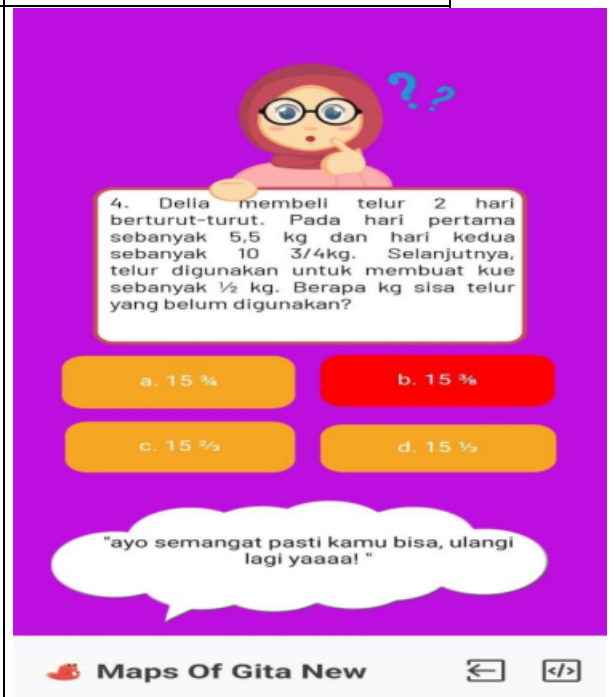 ? ?
4. Delia membeli telur 2 hari
berturut-turut. Pada hari pertama
sebanyak 5,5 kg dan hari kedua
sebanyak 10 3/4kg. Selanjutnya,
telur digunakan untuk membuat kue
sebanyak ½ kg. Berapa kg sisa telur
yang belum digunakan?
a. 15 ¾
b. 15 ⅜
c. 15 ⅔
d. 15 ⅓
"ayo semangat pasti kamu bisa, ulangi
lagi yaaaa! "
Maps Of Gita New